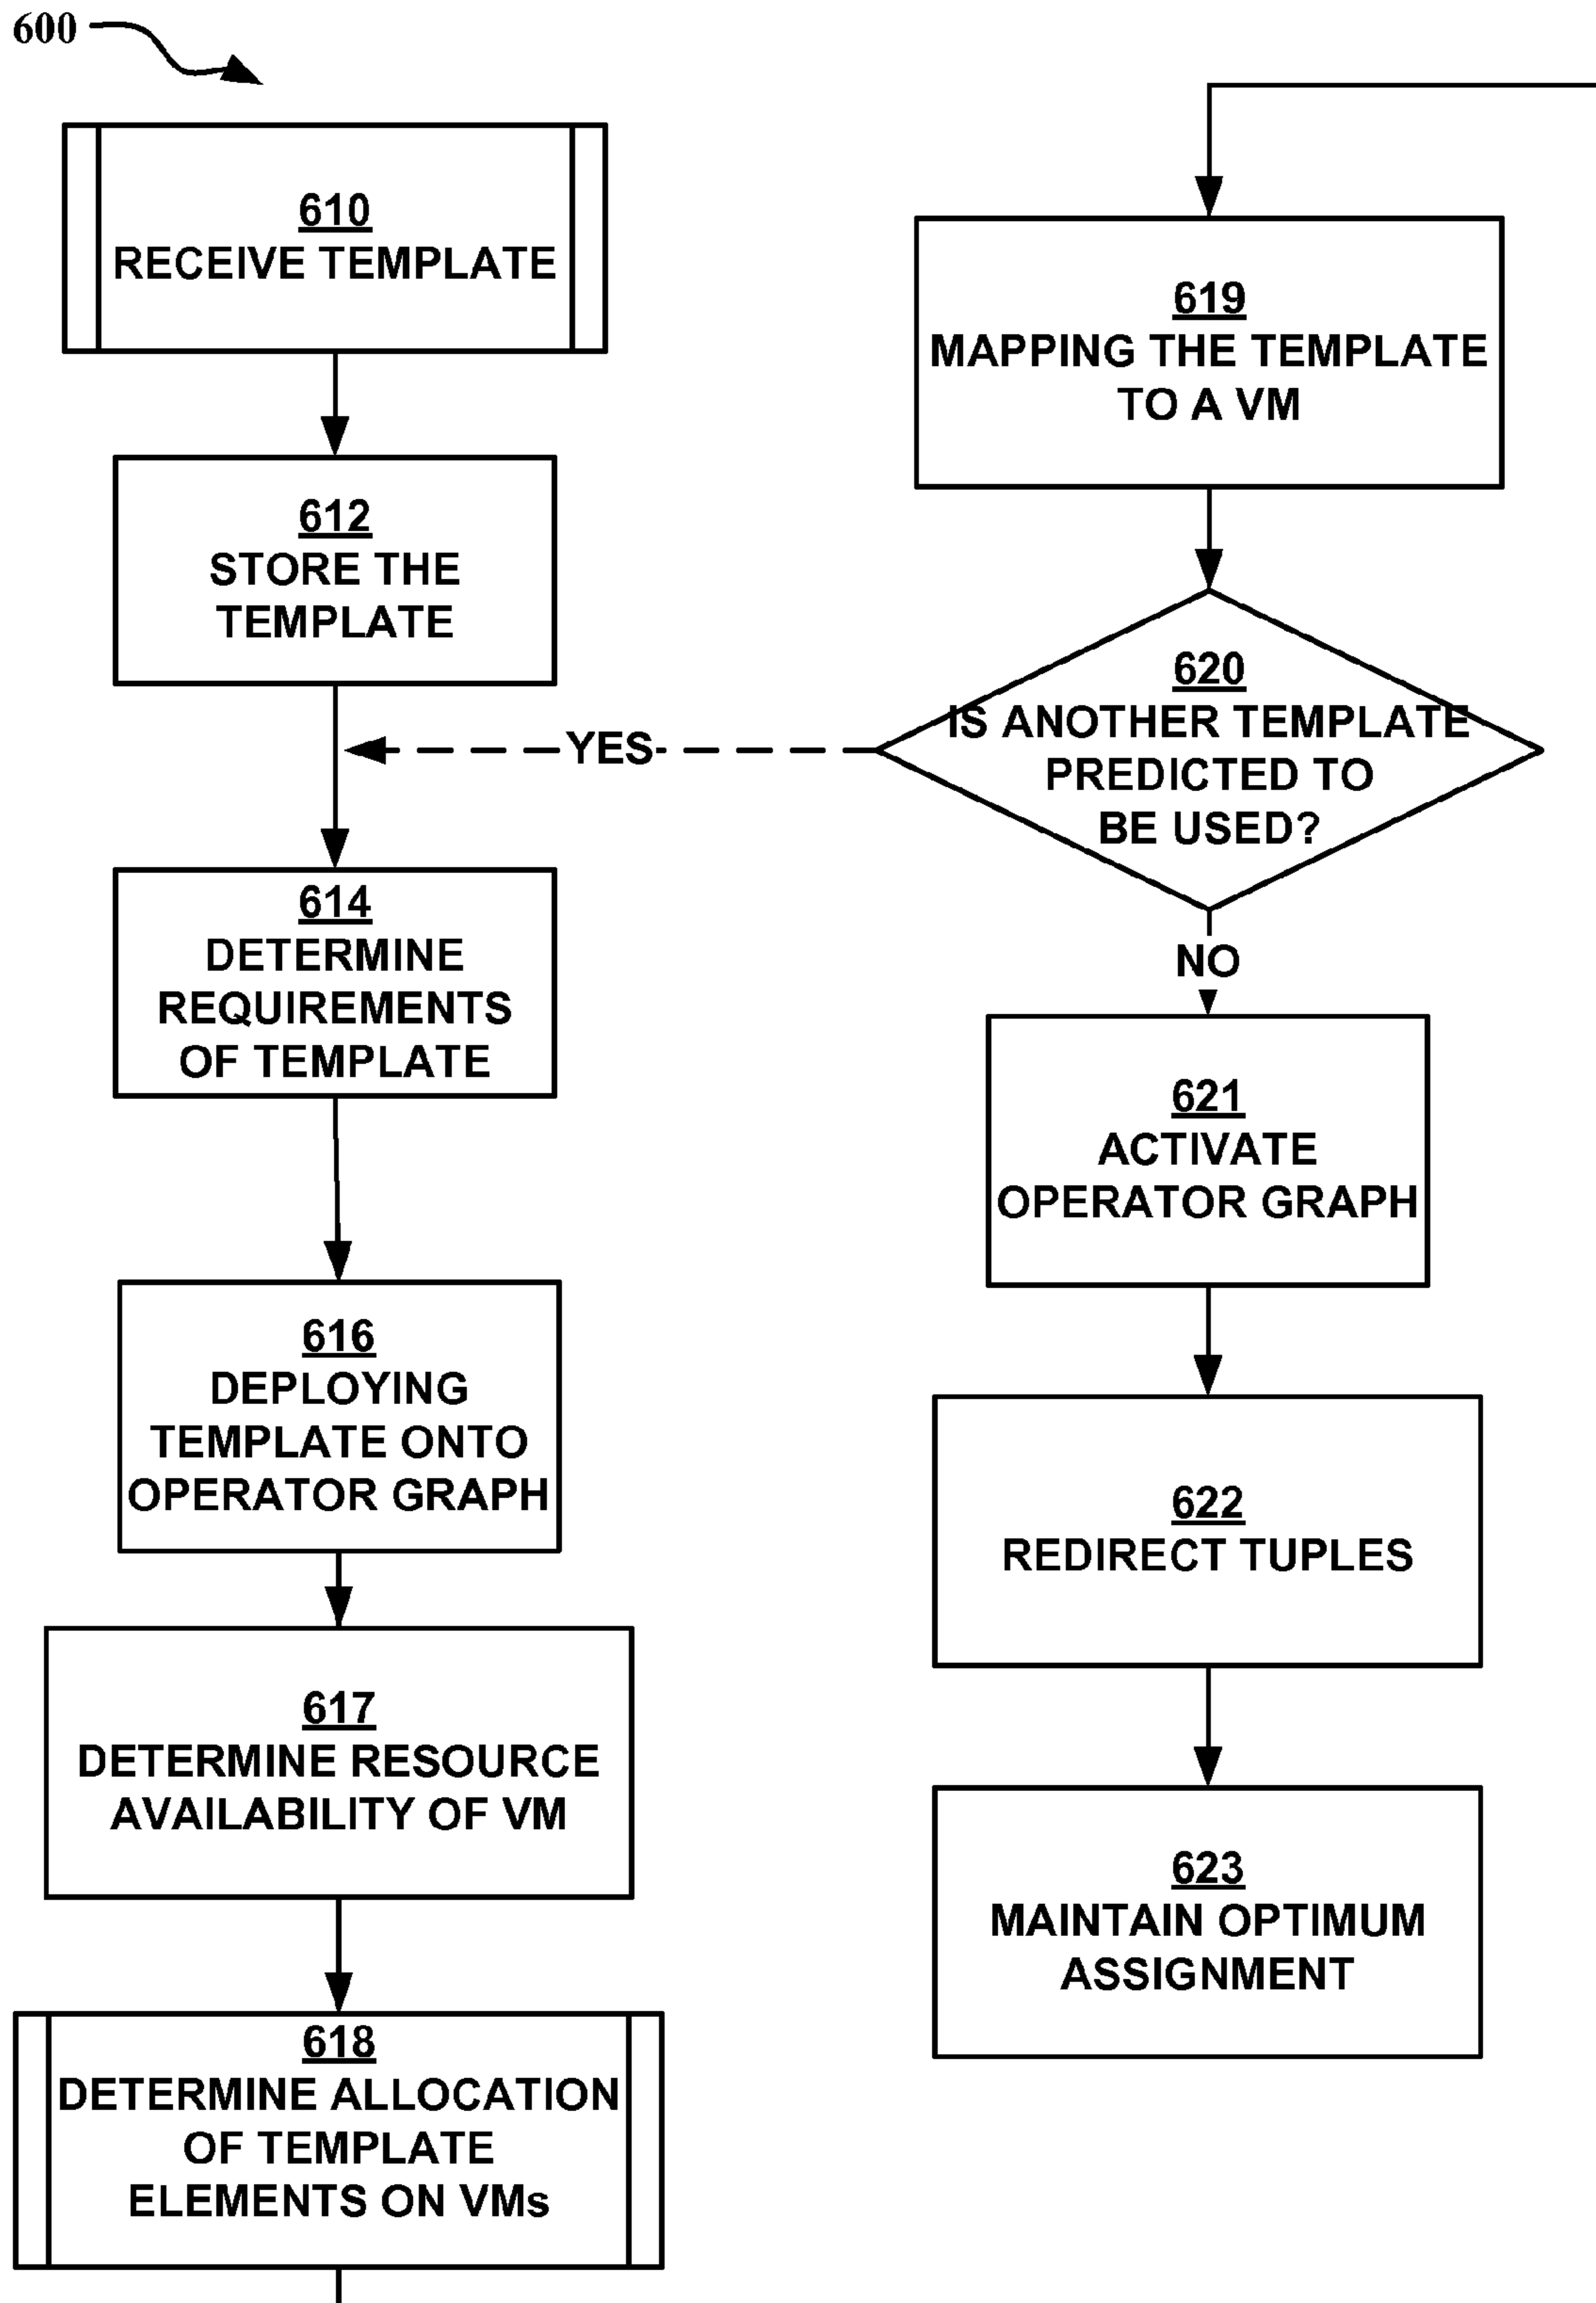 600
610
RECEIVE TEMPLATE
612
STORE THE
TEMPLATE
614
DETERMINE
REQUIREMENTS
OF TEMPLATE
616
DEPLOYING
TEMPLATE ONTO
OPERATOR GRAPH
617
DETERMINE RESOURCE
AVAILABILITY OF VM
618
DETERMINE ALLOCATION
OF TEMPLATE
ELEMENTS ON VMs
619
MAPPING THE TEMPLATE
TO A VM
620
IS ANOTHER TEMPLATE
PREDICTED TO
BE USED?
YES
NO
621
ACTIVATE
OPERATOR GRAPH
622
REDIRECT TUPLES
623
MAINTAIN OPTIMUM
ASSIGNMENT